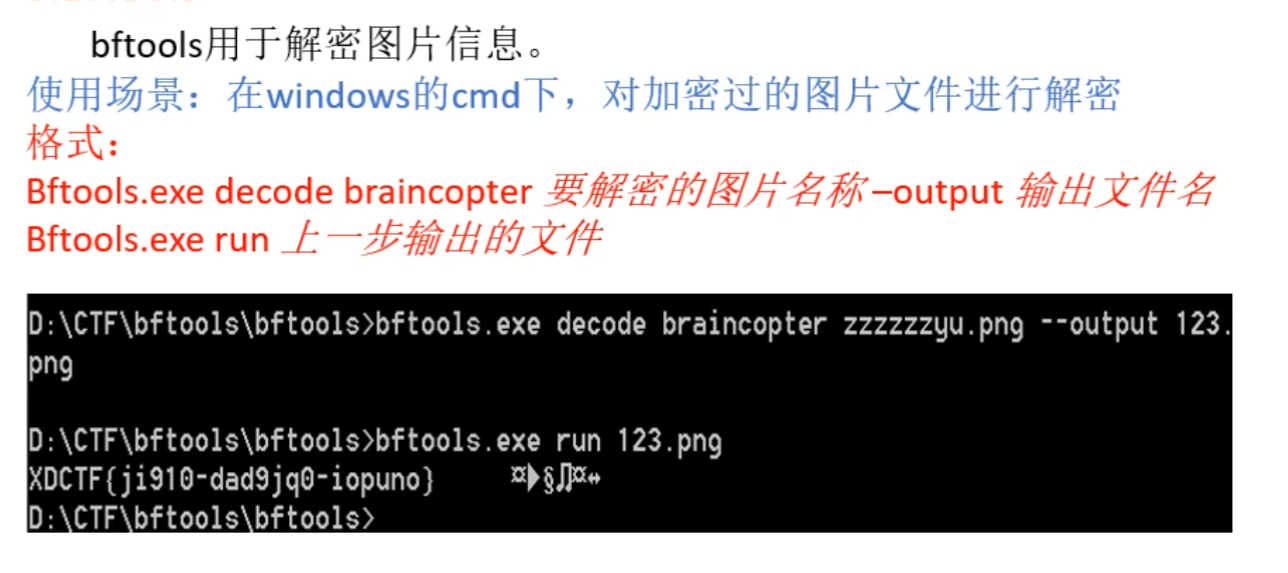 bftools用于解密图片信息。
使用场景：在windows的cmd下，对加密过的图片文件进行解密
格式：
Bftools.exe decode braincopter 要解密的图片名称 –output 输出文件名
Bftools.exe run 上一步输出的文件
D:\CTF\bftools\bftools>bftools.exe decode braincopter zzzzzzyu.png --output 123.
png
D:\CTF\bftools\bftools>bftools.exe run 123.png
XDCTF{ji910-dad9jq0-iopuno}
D:\CTF\bftools\bftools>